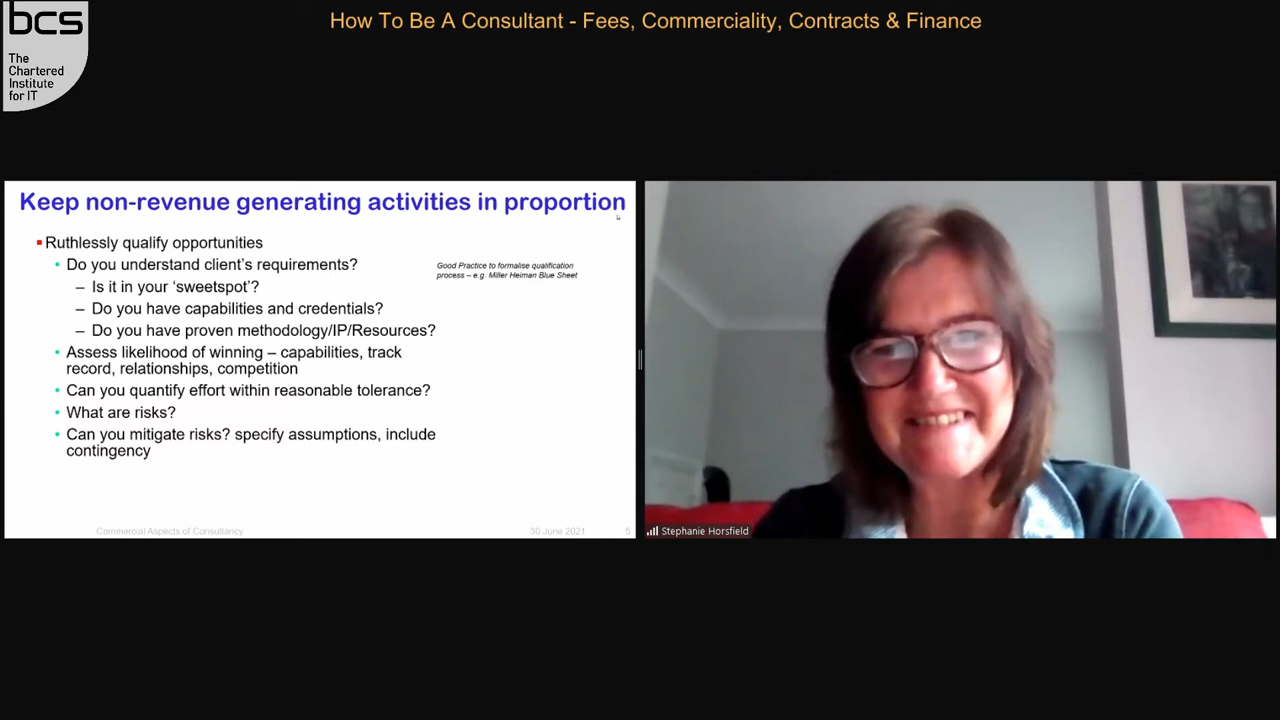 bcs
The
Chartered
Institute
for IT
How To Be A Consultant - Fees, Commerciality, Contracts & Finance
Keep non-revenue generating activities in proportion
Ruthlessly qualify opportunities
Do you understand client's requirements?
– Is it in your 'sweetspot'?
– Do you have capabilities and credentials?
– Do you have proven methodology/IP/Resources?
Assess likelihood of winning – capabilities, track
record, relationships, competition
Can you quantify effort within reasonable tolerance?
What are risks?
Can you mitigate risks? specify assumptions, include
contingency
Good Practice to formalise qualification
process – e.g. Miller Heiman Blue Sheet
Commercial Aspects of Consultancy
30 June 2021
5
Stephanie Horsfield